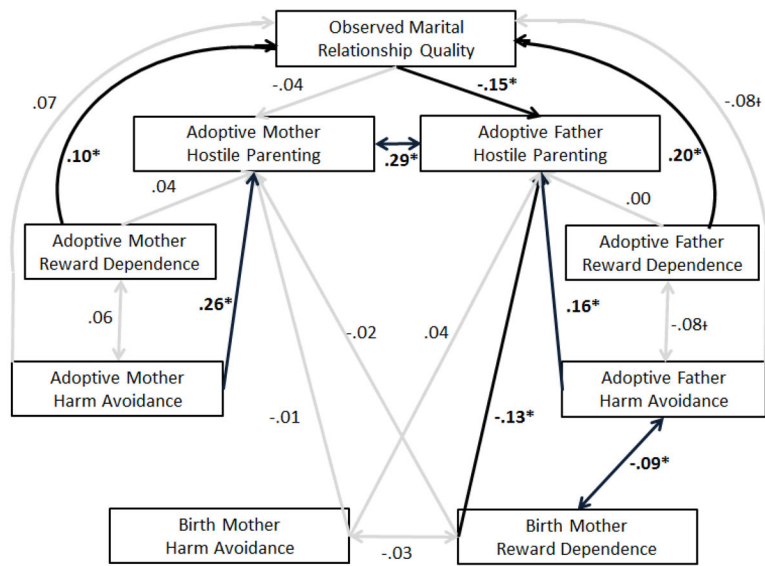 Observed Marital
Relationship Quality
.07
-.04
-.15*
-.08ƚ
Adoptive Mother
Hostile Parenting
Adoptive Father
Hostile Parenting
.10*
.29*
.20*
.04
.00
Adoptive Mother
Reward Dependence
Adoptive Father
Reward Dependence
.06
.26*
-.02
.04
.16*
-.08ƚ
Adoptive Mother
Harm Avoidance
Adoptive Father
Harm Avoidance
-.01
-.13*
-.09*
Birth Mother
Harm Avoidance
-.03
Birth Mother
Reward Dependence